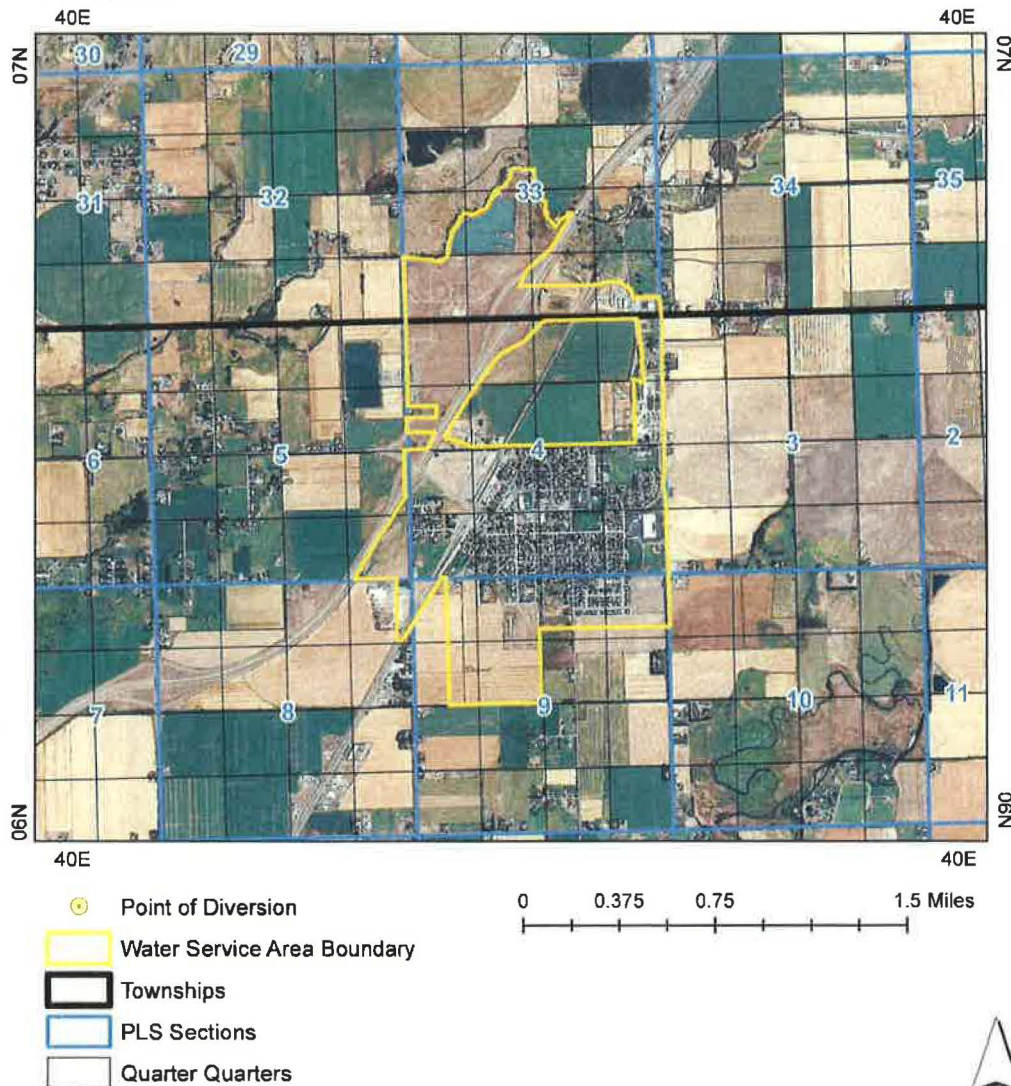 40E 40E
07N 07N
30 29
31 32 33 34 35
6 5 4 3 2
7 8 9 10 11
06N 06N
40E 40E
Point of Diversion
Water Service Area Boundary
Townships
PLS Sections
Quarter Quarters
0 0.375 0.75 1.5 Miles